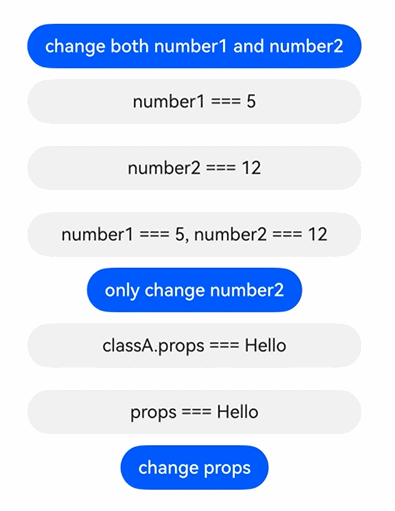 change both number1 and number2
number1 === 5
number2 === 12
number1 === 5, number2 === 12
only change number2
classA.props === Hello
props === Hello
change props